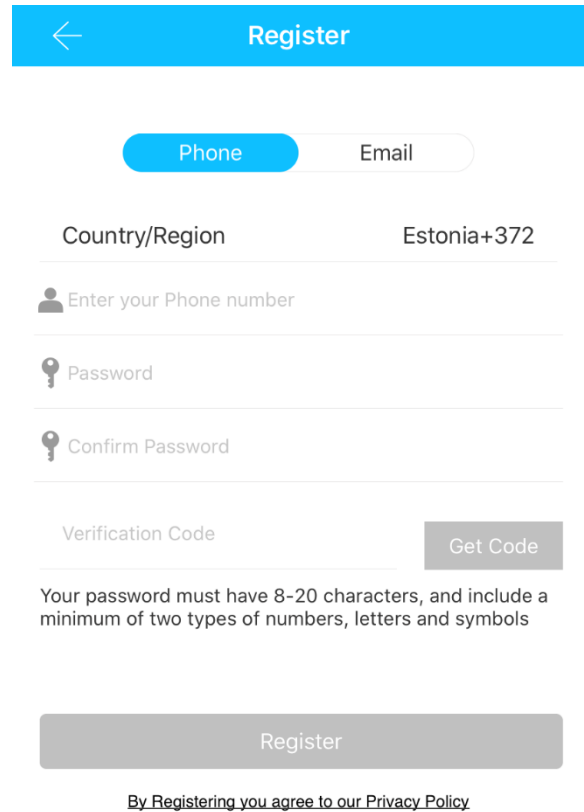 Register
Phone Email
Country/Region Estonia+372
Enter your Phone number
Password
Confirm Password
Verification Code Get Code
Your password must have 8-20 characters, and include a
minimum of two types of numbers, letters and symbols
Register
By Registering you agree to our Privacy Policy